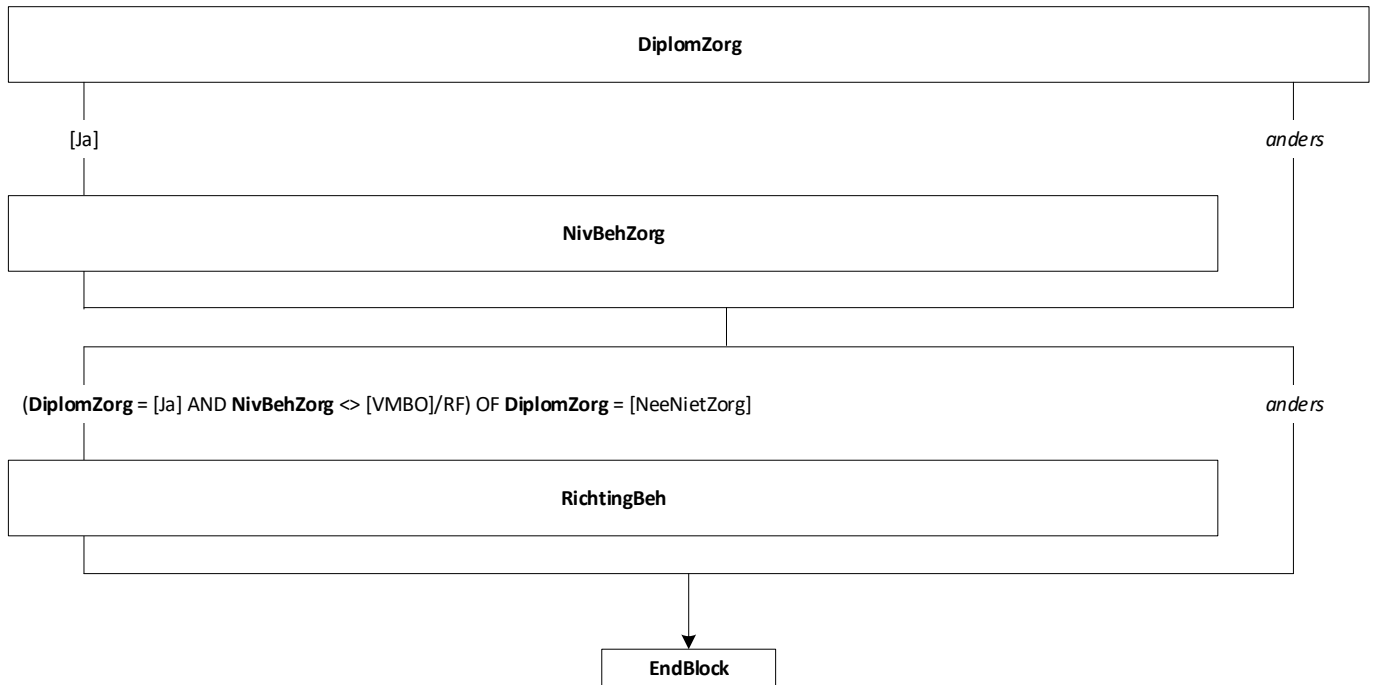 DiplomZorg
[Ja]
anders
NivBehZorg
(DiplomZorg = [Ja] AND NivBehZorg <> [VMBO]/RF) OF DiplomZorg = [NeeNietZorg]
anders
RichtingBeh
EndBlock